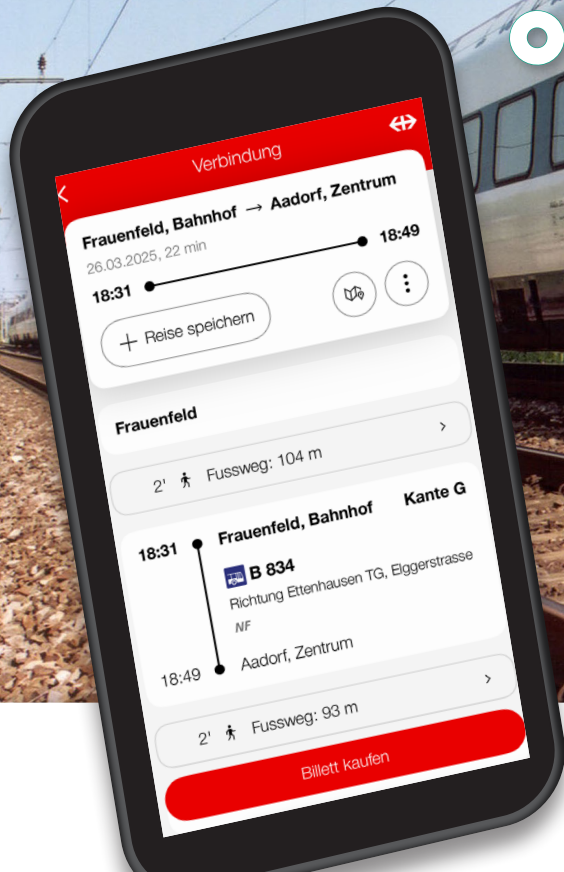 Verbindung
Frauenfeld, Bahnhof → Aadorf, Zentrum
26.03.2025, 22 min
18:31 18:49
Reise speichern
Frauenfeld
2' Fussweg: 104 m
18:31 Frauenfeld, Bahnhof Kante G
B 834
Richtung Ettenhausen TG, Elggerstrasse
NF
18:49 Aadorf, Zentrum
2' Fussweg: 93 m
Billett kaufen